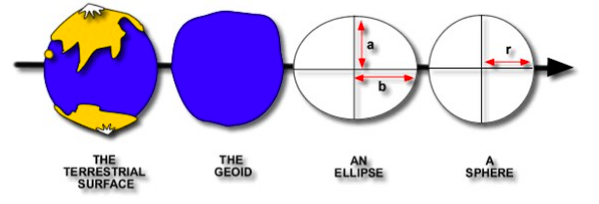 a
b
r
THE
TERRESTRIAL
SURFACE
THE
GEOID
AN
ELLIPSE
A
SPHERE